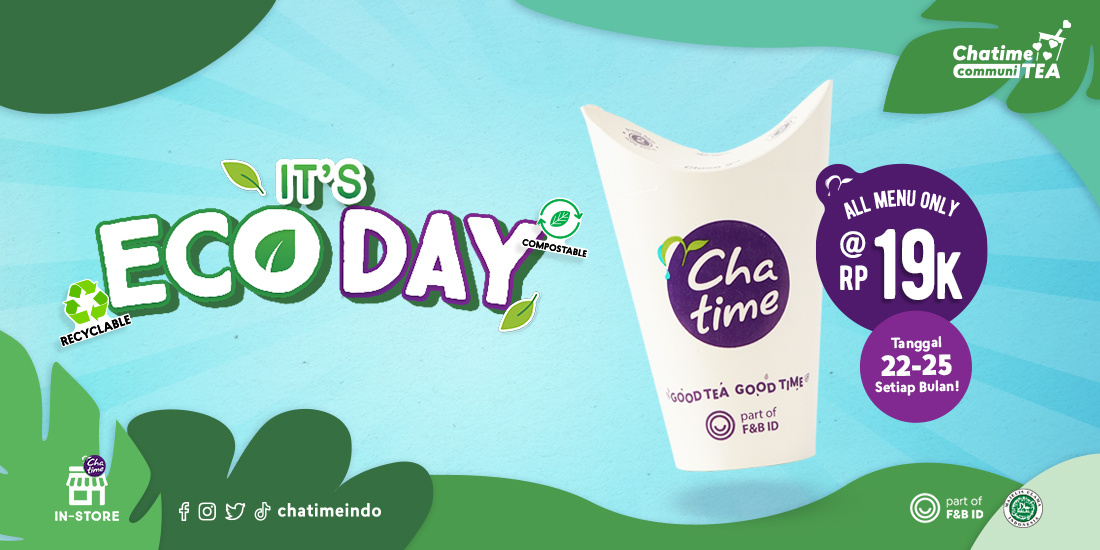 Chatime
communiTEA
IT'S
ECO DAY
COMPOSTABLE
RECYCLABLE
ALL MENU ONLY
@
RP 19K
Tanggal
22-25
Setiap Bulan!
Cha
time
GOOD TEA GOOD TIME
part of
F&B ID
Cha
time
IN-STORE
chatimeindo
part of
F&B ID